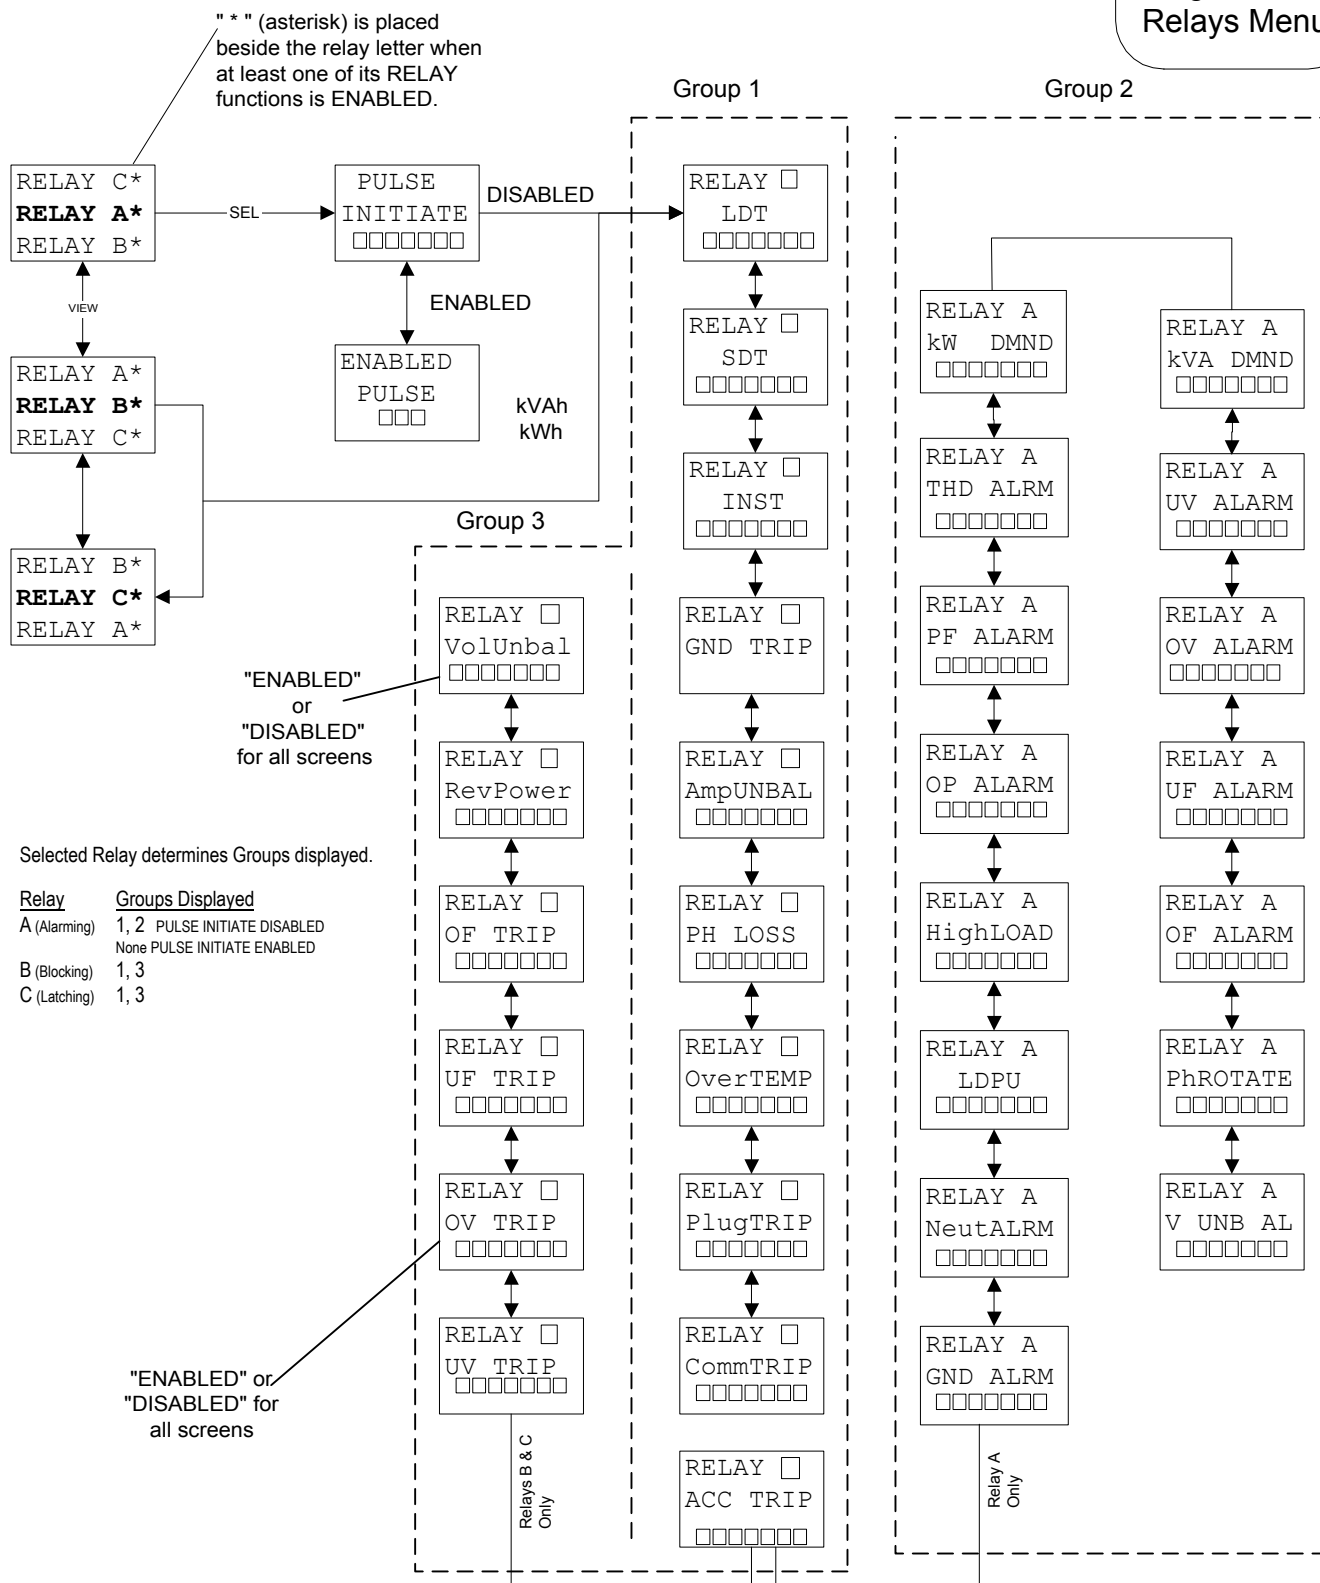 " * " (asterisk) is placed
beside the relay letter when
at least one of its RELAY
functions is ENABLED.
Relays Menu
Group 1
Group 2
RELAY C*
RELAY A*
RELAY B*
SEL
PULSE
INITIATE
DISABLED
VIEW
ENABLED
RELAY A*
RELAY B*
RELAY C*
ENABLED
PULSE
kVAh
kWh
RELAY B*
RELAY C*
RELAY A*
Group 3
RELAY
VolUnbal
"ENABLED"
or
"DISABLED"
for all screens
RELAY
RevPower
RELAY
OF TRIP
RELAY
UF TRIP
RELAY
OV TRIP
RELAY
UV TRIP
"ENABLED" or
"DISABLED" for
all screens
Relays B & C
Only
Selected Relay determines Groups displayed.
Relay Groups Displayed
A (Alarming) 1, 2 PULSE INITIATE DISABLED
None PULSE INITIATE ENABLED
B (Blocking) 1, 3
C (Latching) 1, 3
RELAY
LDT
RELAY
SDT
RELAY
INST
RELAY
GND TRIP
RELAY
AmpUNBAL
RELAY
PH LOSS
RELAY
OverTEMP
RELAY
PlugTRIP
RELAY
CommTRIP
RELAY
ACC TRIP
RELAY A
kW DMND
RELAY A
THD ALRM
RELAY A
PF ALARM
RELAY A
OP ALARM
RELAY A
HighLOAD
RELAY A
LDPU
RELAY A
NeutALRM
RELAY A
GND ALRM
Relay A
Only
RELAY A
kVA DMND
RELAY A
UV ALARM
RELAY A
OV ALARM
RELAY A
UF ALARM
RELAY A
OF ALARM
RELAY A
PhROTATE
RELAY A
V UNB AL